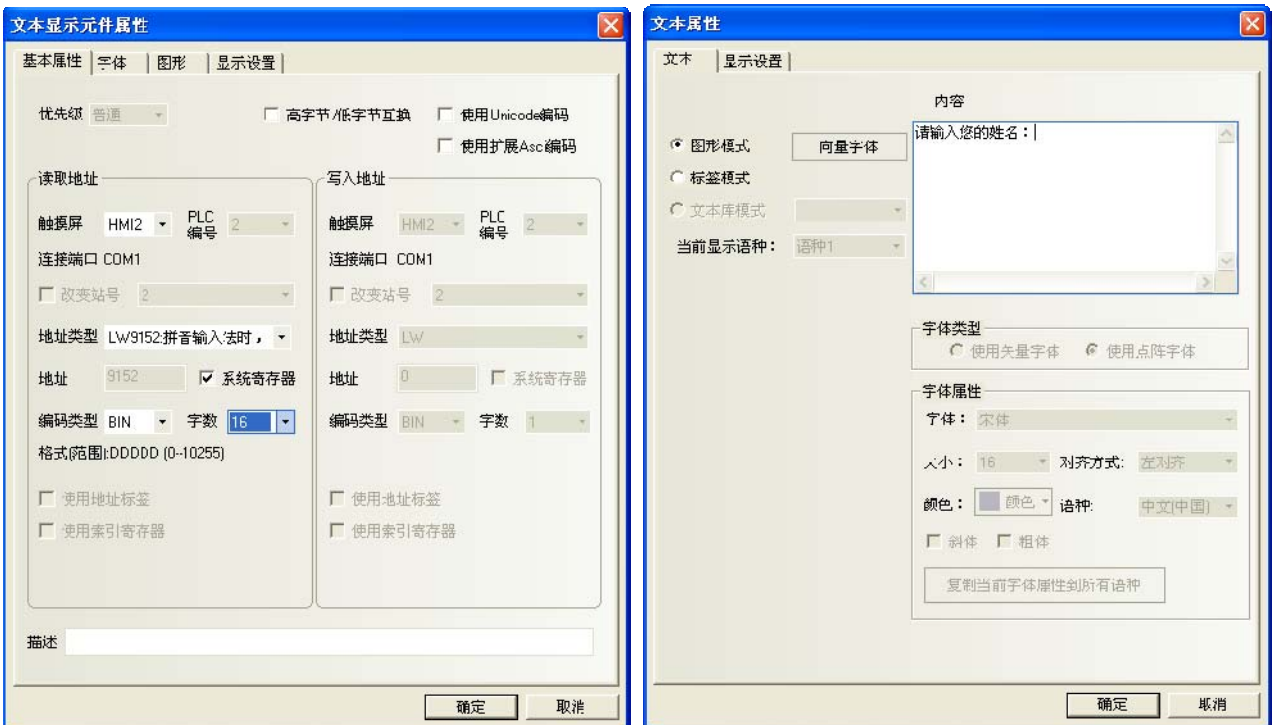 文本显示元件属性
基本属性 字体 图形 显示设置
优先级 普通 高字节/低字节互换 使用Unicode编码
使用扩展Ascii编码
读取地址
触摸屏 HMI2 PLC编号 2
连接端口 COM1
改变站号 2
地址类型 LW9152:拼音输入法时，
地址 9152 系统寄存器
编码类型 BIN 字数 16
格式(范围):DDDDD (0--10255)
使用地址标签
使用索引寄存器
写入地址
触摸屏 HMI2 PLC编号 2
连接端口 COM1
改变站号 2
地址类型 LW
地址 0 系统寄存器
编码类型 BIN 字数 1
使用地址标签
使用索引寄存器
描述
确定 取消
文本属性
文本 显示设置
图形模式 向量字体
标签模式
文本库模式
当前显示语种： 语种1
内容
请输入您的姓名：
字体类型
使用矢量字体 使用点阵字体
字体属性
字体： 宋体
大小： 16 对齐方式: 左对齐
颜色： 颜色 语种: 中文(中国)
斜体 粗体
复制当前字体属性到所有语种
确定 取消